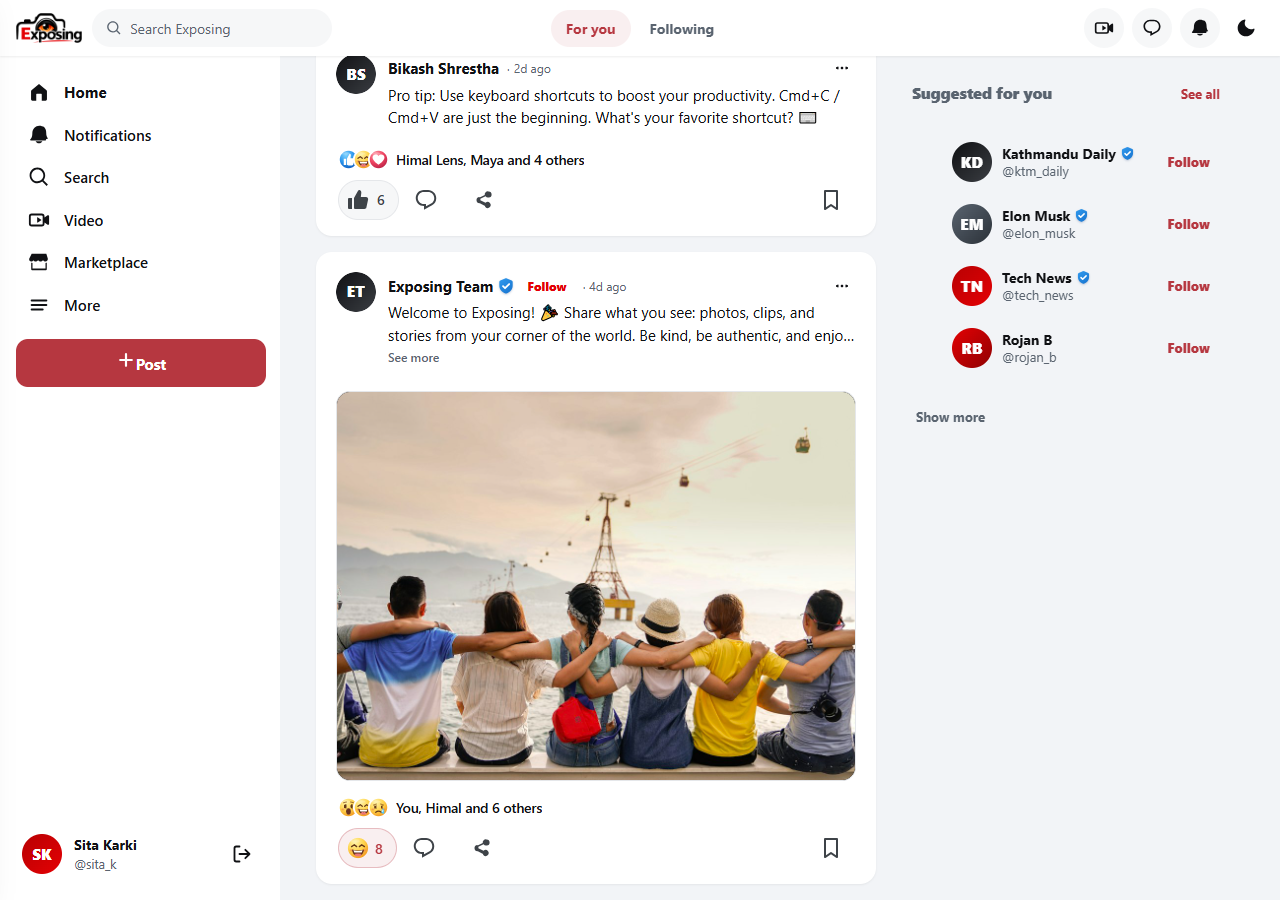 Exposing
Search Exposing
For you
Following
Home
Notifications
Search
Video
Marketplace
More
+ Post
SK
Sita Karki
@sita_k
BS
Bikash Shrestha · 2d ago
Pro tip: Use keyboard shortcuts to boost your productivity. Cmd+C /
Cmd+V are just the beginning. What's your favorite shortcut? ⌨️
Himal Lens, Maya and 4 others
6
ET
Exposing Team Follow · 4d ago
Welcome to Exposing! 🎉 Share what you see: photos, clips, and
stories from your corner of the world. Be kind, be authentic, and enjo...
See more
You, Himal and 6 others
8
Suggested for you
See all
KD
Kathmandu Daily
@ktm_daily
Follow
EM
Elon Musk
@elon_musk
Follow
TN
Tech News
@tech_news
Follow
RB
Rojan B
@rojan_b
Follow
Show more